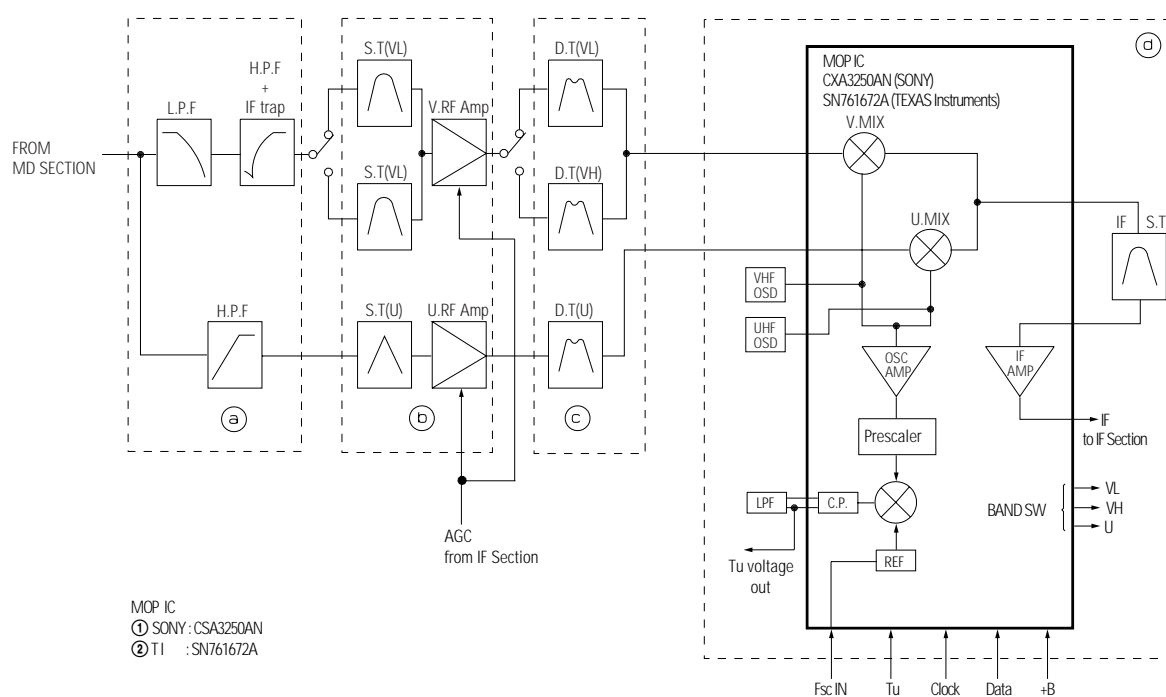 FROM
MD SECTION
L.P.F
H.P.F
+
IF trap
H.P.F
a
S.T(VL)
S.T(VL)
V.RF Amp
S.T(U)
U.RF Amp
b
D.T(VL)
D.T(VH)
D.T(U)
c
AGC
from IF Section
d
MOP IC
CXA3250AN (SONY)
SN761672A (TEXAS Instruments)
V.MIX
U.MIX
VHF
OSD
UHF
OSD
OSC
AMP
IF
AMP
IF S.T
IF
to IF Section
Prescaler
LPF
C.P.
REF
Tu voltage
out
BAND SW
VL
VH
U
Fsc IN
Tu
Clock
Data
+B
MOP IC
① SONY : CSA3250AN
② T I : SN761672A